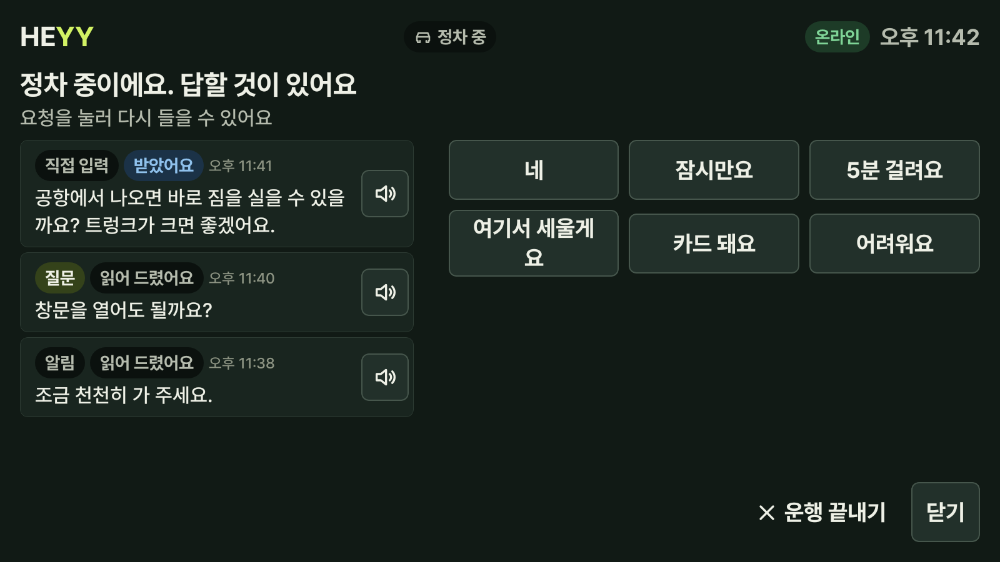 HEYY
정차 중
온라인 오후 11:42
정차 중이에요. 답할 것이 있어요
요청을 눌러 다시 들을 수 있어요
직접 입력 받았어요 오후 11:41
공항에서 나오면 바로 짐을 실을 수 있을
까요? 트렁크가 크면 좋겠어요.
질문 읽어 드렸어요 오후 11:40
창문을 열어도 될까요?
알림 읽어 드렸어요 오후 11:38
조금 천천히 가 주세요.
네
잠시만요
5분 걸려요
여기서 세울게
요
카드 돼요
어려워요
운행 끝내기
닫기